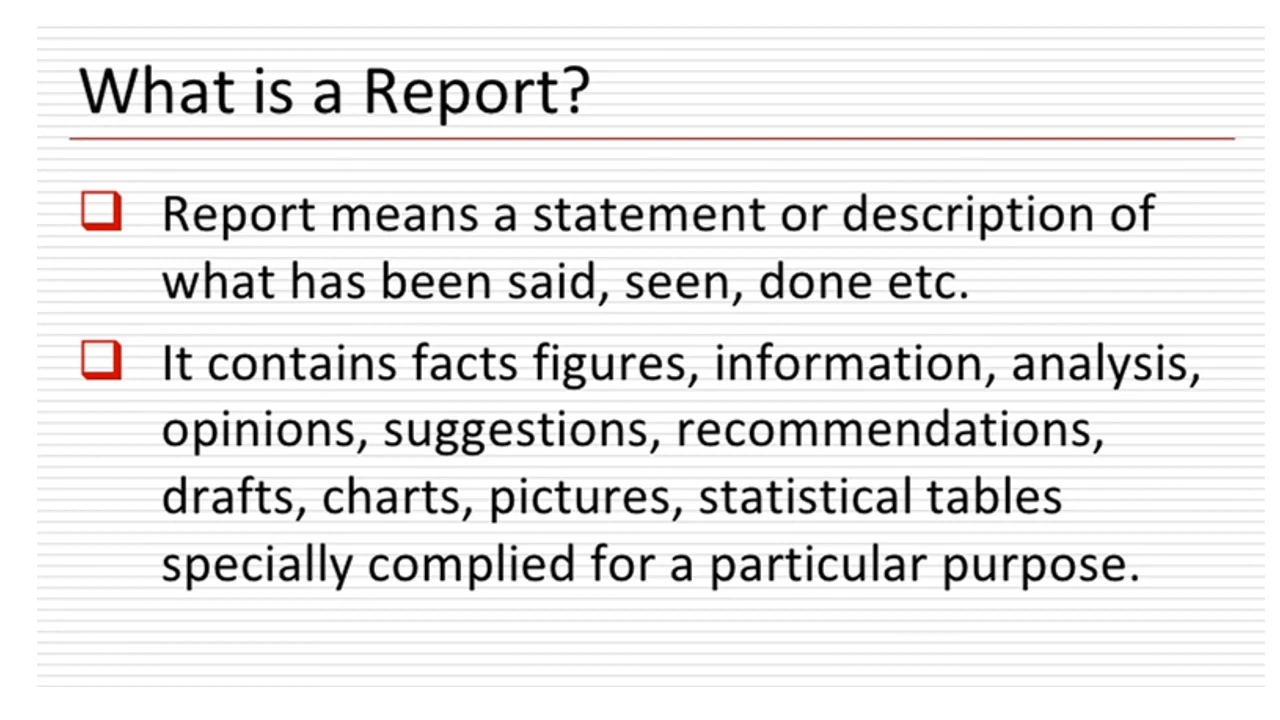 What is a Report?
Report means a statement or description of
what has been said, seen, done etc.
It contains facts figures, information, analysis,
opinions, suggestions, recommendations,
drafts, charts, pictures, statistical tables
specially complied for a particular purpose.